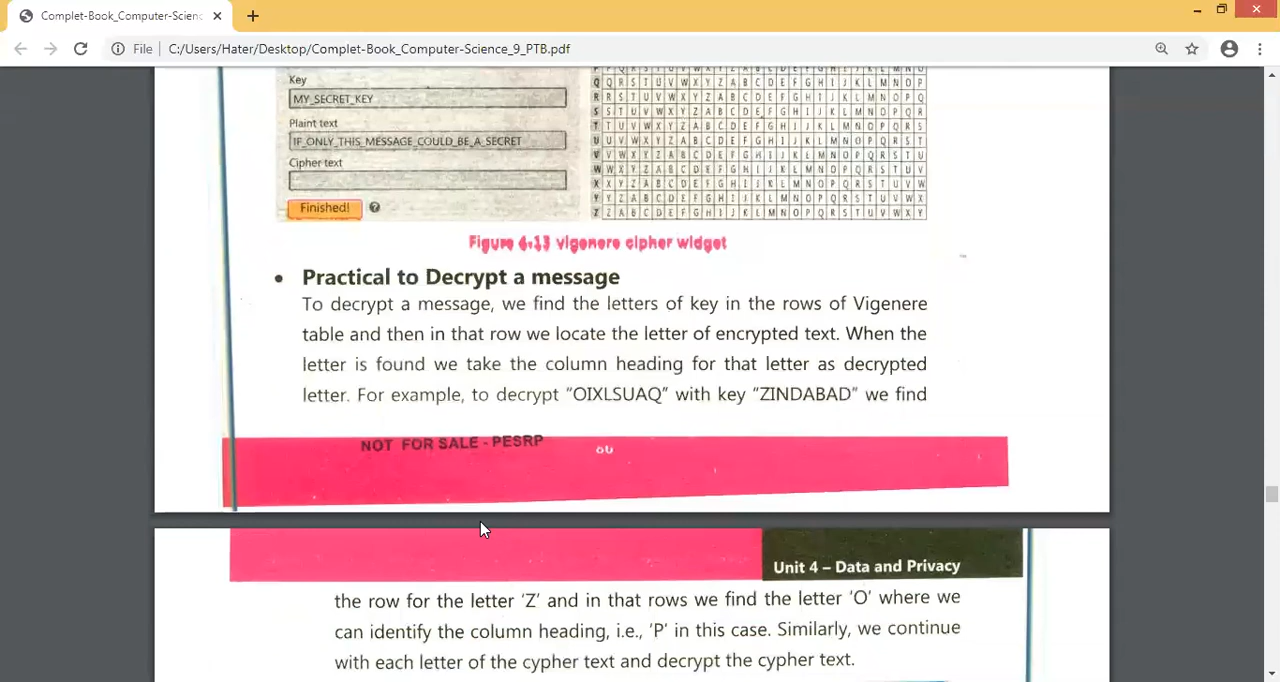 Complet-Book_Computer-Scienc
File C:/Users/Hater/Desktop/Complet-Book_Computer-Science_9_PTB.pdf
Key
MY_SECRET_KEY
Plaint text
IF_ONLY_THIS_MESSAGE_COULD_BE_A_SECRET
Cipher text
Finished!
Q Q R S T U V W X Y Z A B C D E F G H I J K L M N O P
R R S T U V W X Y Z A B C D E F G H I J K L M N O P Q
S S T U V W X Y Z A B C D E F G H I J K L M N O P Q R
T T U V W X Y Z A B C D E F G H I J K L M N O P Q R S
U U V W X Y Z A B C D E F G H I J K L M N O P Q R S T
V V W X Y Z A B C D E F G H I J K L M N O P Q R S T U
W W X Y Z A B C D E F G H I J K L M N O P Q R S T U V
X X Y Z A B C D E F G H I J K L M N O P Q R S T U V W
Y Y Z A B C D E F G H I J K L M N O P Q R S T U V W X
Z Z A B C D E F G H I J K L M N O P Q R S T U V W X Y
Figure 4.13 vigenere cipher widget
• Practical to Decrypt a message
To decrypt a message, we find the letters of key in the rows of Vigenere
table and then in that row we locate the letter of encrypted text. When the
letter is found we take the column heading for that letter as decrypted
letter. For example, to decrypt “OIXLSUAQ” with key “ZINDABAD” we find
NOT FOR SALE - PESRP
Unit 4 – Data and Privacy
the row for the letter ‘Z’ and in that rows we find the letter ‘O’ where we
can identify the column heading, i.e., ‘P’ in this case. Similarly, we continue
with each letter of the cypher text and decrypt the cypher text.